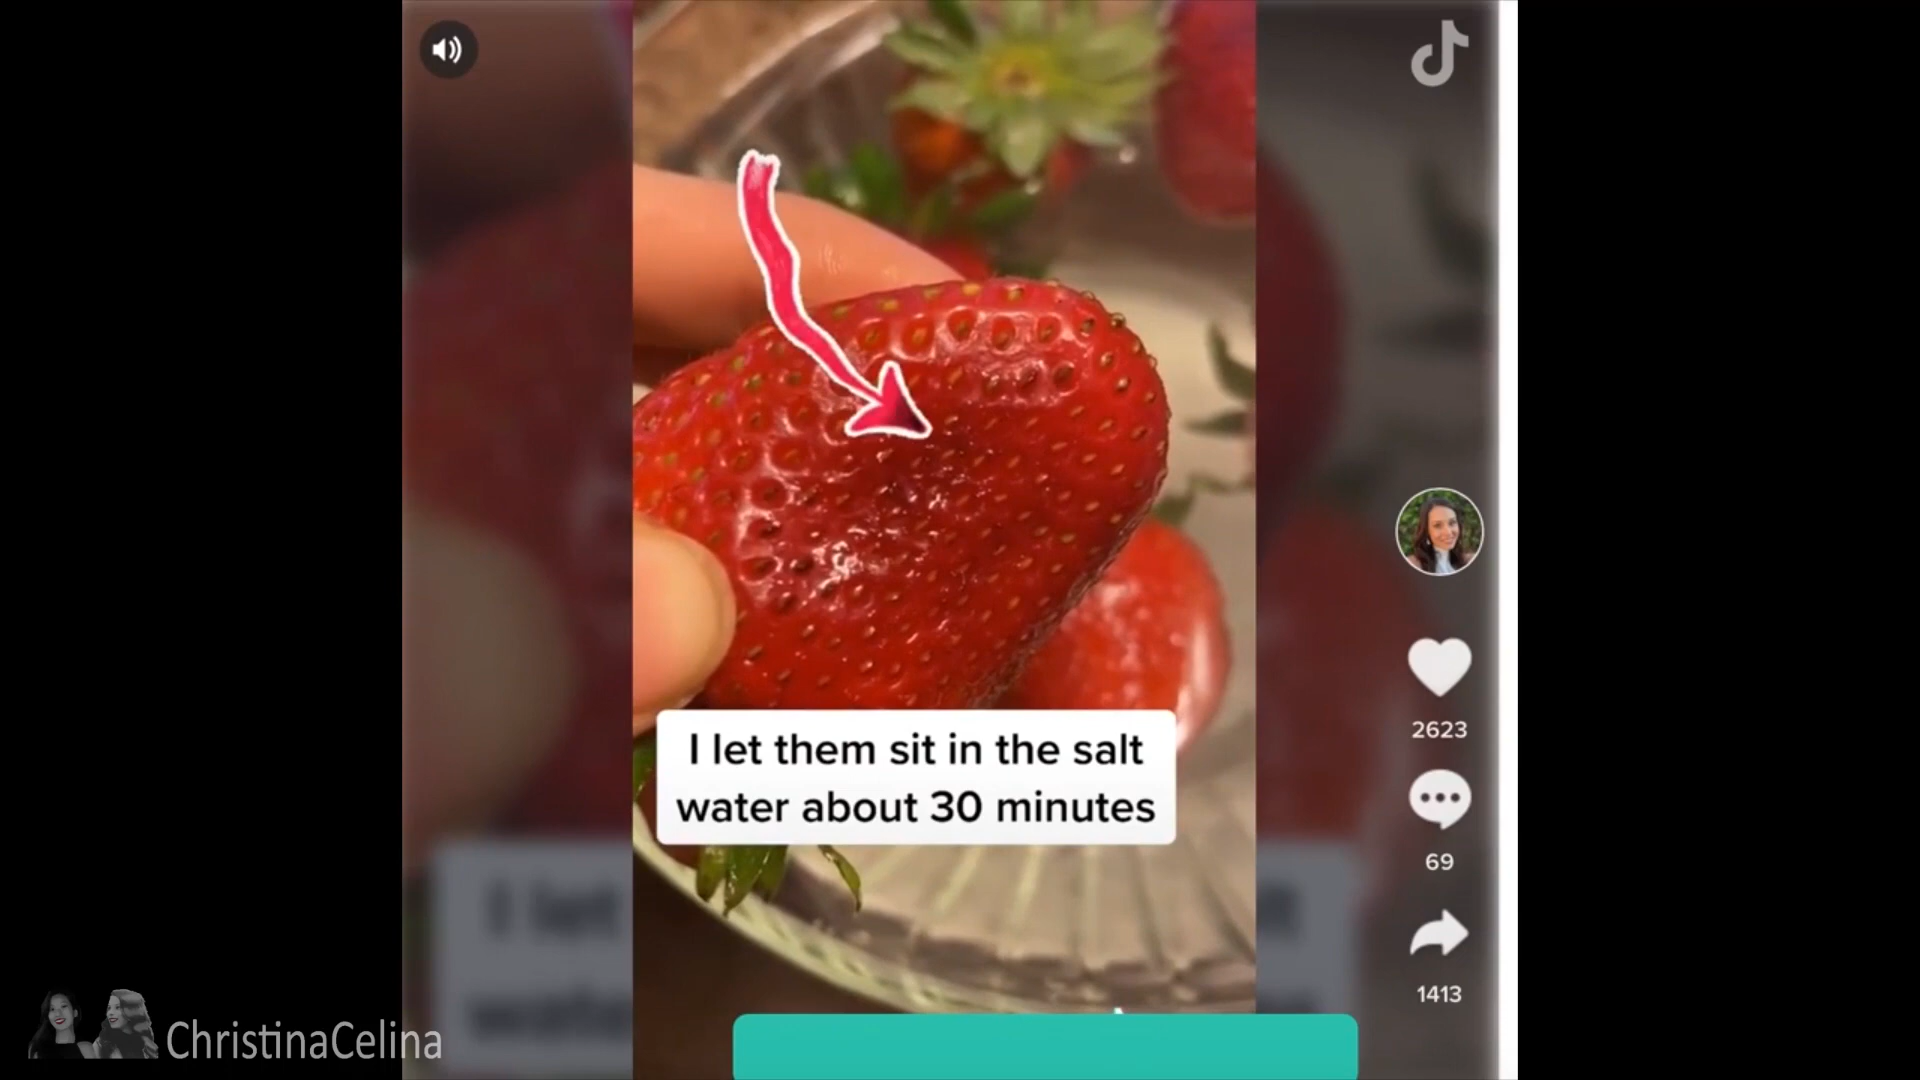 I let them sit in the salt
water about 30 minutes
2623
69
1413
ChristinaCelina